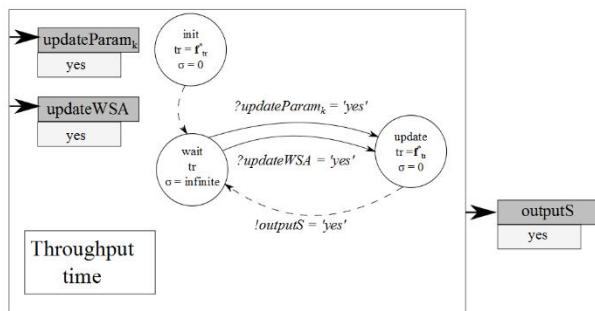 updateParamk
yes
updateWSA
yes
init
tr = f*tr
σ = 0
?updateParamk = 'yes'
?updateWSA = 'yes'
wait
tr
σ = infinite
update
tr =f*tr
σ = 0
!outputS = 'yes'
outputS
yes
Throughput
time